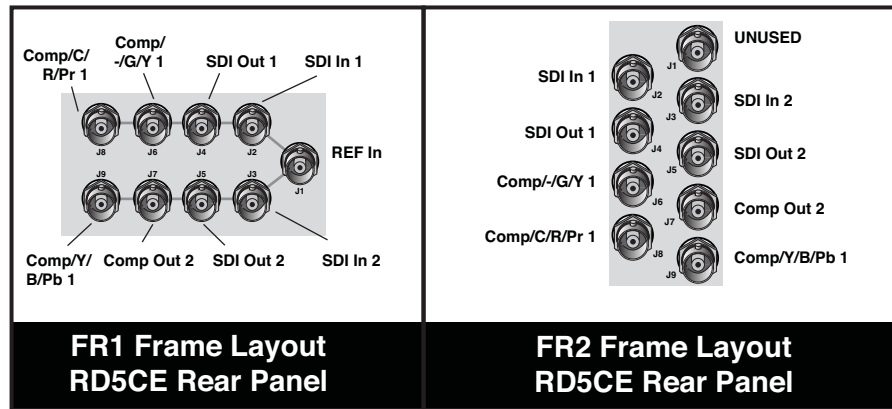 Comp/C/
R/Pr 1
Comp/
-/G/Y 1
SDI Out 1
SDI In 1
J8
J6
J4
J2
REF In
J1
J9
J7
J5
J3
Comp/Y/
B/Pb 1
Comp Out 2
SDI Out 2
SDI In 2
FR1 Frame Layout
RD5CE Rear Panel
UNUSED
J1
SDI In 1
J2
SDI In 2
J3
SDI Out 1
J4
SDI Out 2
J5
Comp/-/G/Y 1
J6
Comp Out 2
J7
Comp/C/R/Pr 1
J8
Comp/Y/B/Pb 1
J9
FR2 Frame Layout
RD5CE Rear Panel